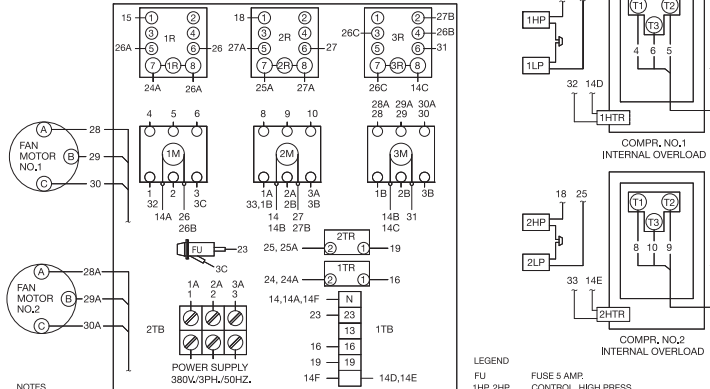 15 1 2
3 4
26A 5 6 26
1R
7 1R 8
24A 26A
18 1 2
3 4
27A 5 6 27
2R
7 2R 8
25A 27A
1 2 27B
26C 3 4 26B
5 6 31
3R
7 3R 8
26C 14C
4 5 6
1M
1 2 3
32 3C
14A 26
26B
8 9 10
2M
1A 2A 3A
33,1B 2B 3B
14 27
14B 27B
28A 29A 30A
28 29 30
3M
1B 2B 3B
14B 31
14C
A 28
FAN
MOTOR B 29
NO.1
C 30
A 28A
FAN
MOTOR B 29A
NO.2
C 30A
FU 23
3C
2TR
25, 25A 2 1 19
1TR
24, 24A 2 1 16
1A 2A 3A
1 2 3
2TB
POWER SUPPLY
380V./3PH./50HZ.
14,14A,14F N
23 23
13 1TB
16 16
19 19
14F 14D,14E
1HP
1LP
T1 T2
T3
4 6 5
32 14D
1HTR
COMPR. NO.1
INTERNAL OVERLOAD
18 25
2HP
2LP
T1 T2
T3
8 10 9
33 14E
2HTR
COMPR. NO.2
INTERNAL OVERLOAD
NOTES
LEGEND
FU FUSE 5 AMP.
1HP, 2HP CONTROL, HIGH PRESS.